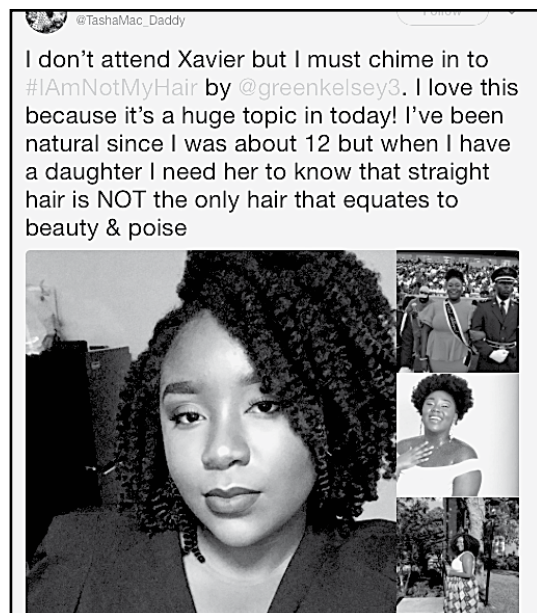 @TashaMac_Daddy
Follow
I don’t attend Xavier but I must chime in to
#IAmNotMyHair by @greenkelsey3. I love this
because it’s a huge topic in today! I’ve been
natural since I was about 12 but when I have
a daughter I need her to know that straight
hair is NOT the only hair that equates to
beauty & poise